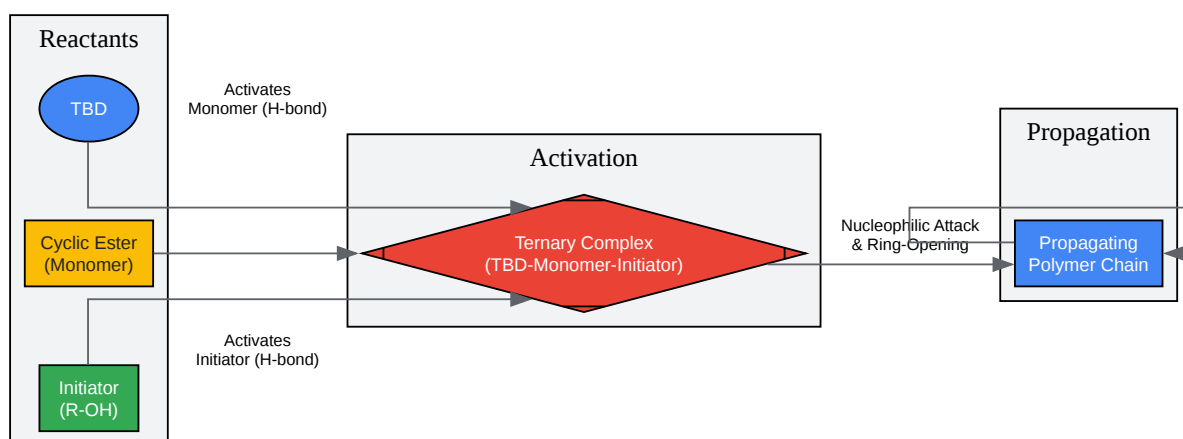 Reactants
TBD
Activates
Monomer (H-bond)
Cyclic Ester
(Monomer)
Activates
Initiator (H-bond)
Initiator
(R-OH)
Activation
Ternary Complex
(TBD-Monomer-Initiator)
Nucleophilic Attack
& Ring-Opening
Propagation
Propagating
Polymer Chain